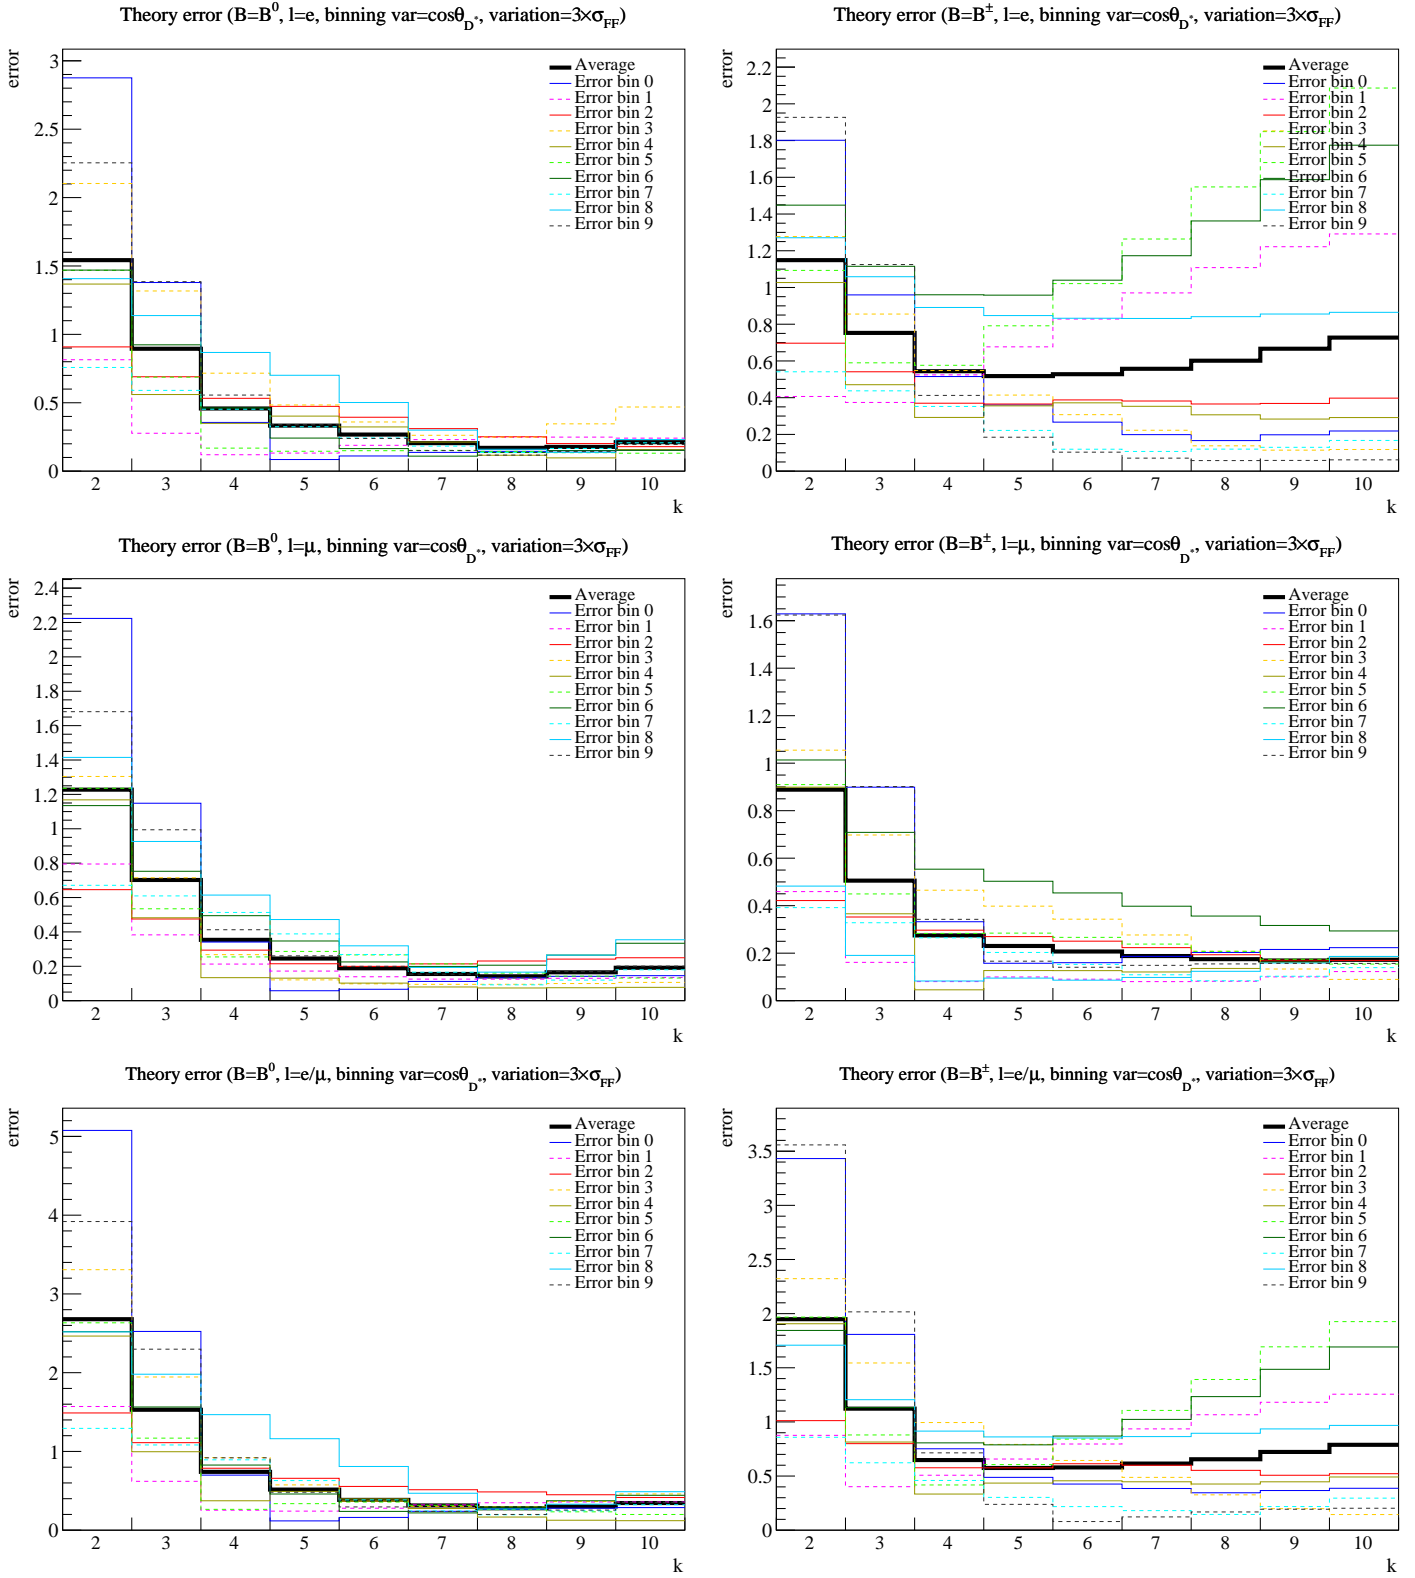 Theory error (B=B⁰, l=e, binning var=cosθ_D*, variation=3×σ_FF)
error
3
2.5
2
1.5
1
0.5
0
2 3 4 5 6 7 8 9 10
k
Average
Error bin 0
Error bin 1
Error bin 2
Error bin 3
Error bin 4
Error bin 5
Error bin 6
Error bin 7
Error bin 8
Error bin 9
Theory error (B=B±, l=e, binning var=cosθ_D*, variation=3×σ_FF)
error
2.2
2
1.8
1.6
1.4
1.2
1
0.8
0.6
0.4
0.2
0
2 3 4 5 6 7 8 9 10
k
Average
Error bin 0
Error bin 1
Error bin 2
Error bin 3
Error bin 4
Error bin 5
Error bin 6
Error bin 7
Error bin 8
Error bin 9
Theory error (B=B⁰, l=μ, binning var=cosθ_D*, variation=3×σ_FF)
error
2.4
2.2
2
1.8
1.6
1.4
1.2
1
0.8
0.6
0.4
0.2
0
2 3 4 5 6 7 8 9 10
k
Average
Error bin 0
Error bin 1
Error bin 2
Error bin 3
Error bin 4
Error bin 5
Error bin 6
Error bin 7
Error bin 8
Error bin 9
Theory error (B=B±, l=μ, binning var=cosθ_D*, variation=3×σ_FF)
error
1.6
1.4
1.2
1
0.8
0.6
0.4
0.2
0
2 3 4 5 6 7 8 9 10
k
Average
Error bin 0
Error bin 1
Error bin 2
Error bin 3
Error bin 4
Error bin 5
Error bin 6
Error bin 7
Error bin 8
Error bin 9
Theory error (B=B⁰, l=e/μ, binning var=cosθ_D*, variation=3×σ_FF)
error
5
4
3
2
1
0
2 3 4 5 6 7 8 9 10
k
Average
Error bin 0
Error bin 1
Error bin 2
Error bin 3
Error bin 4
Error bin 5
Error bin 6
Error bin 7
Error bin 8
Error bin 9
Theory error (B=B±, l=e/μ, binning var=cosθ_D*, variation=3×σ_FF)
error
3.5
3
2.5
2
1.5
1
0.5
0
2 3 4 5 6 7 8 9 10
k
Average
Error bin 0
Error bin 1
Error bin 2
Error bin 3
Error bin 4
Error bin 5
Error bin 6
Error bin 7
Error bin 8
Error bin 9